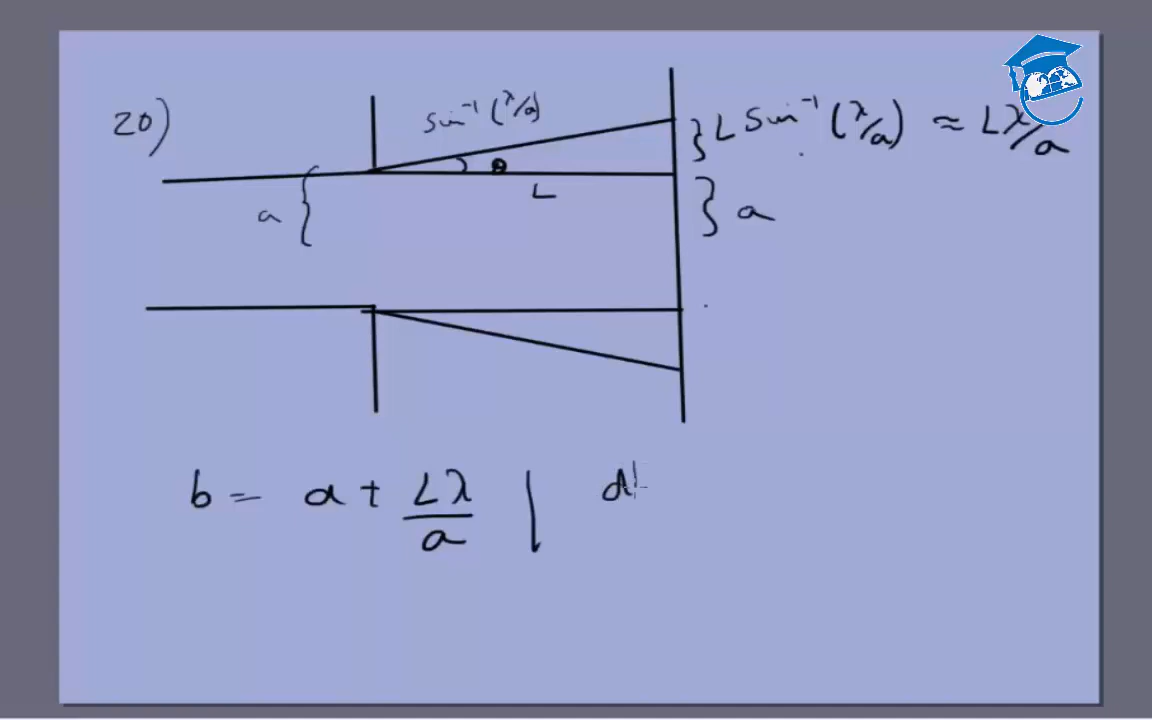 20)
sin⁻¹(λ/a)
} L sin⁻¹(λ/a) ≈ Lλ/a
θ
L
a {
} a
b = a + Lλ/a | d